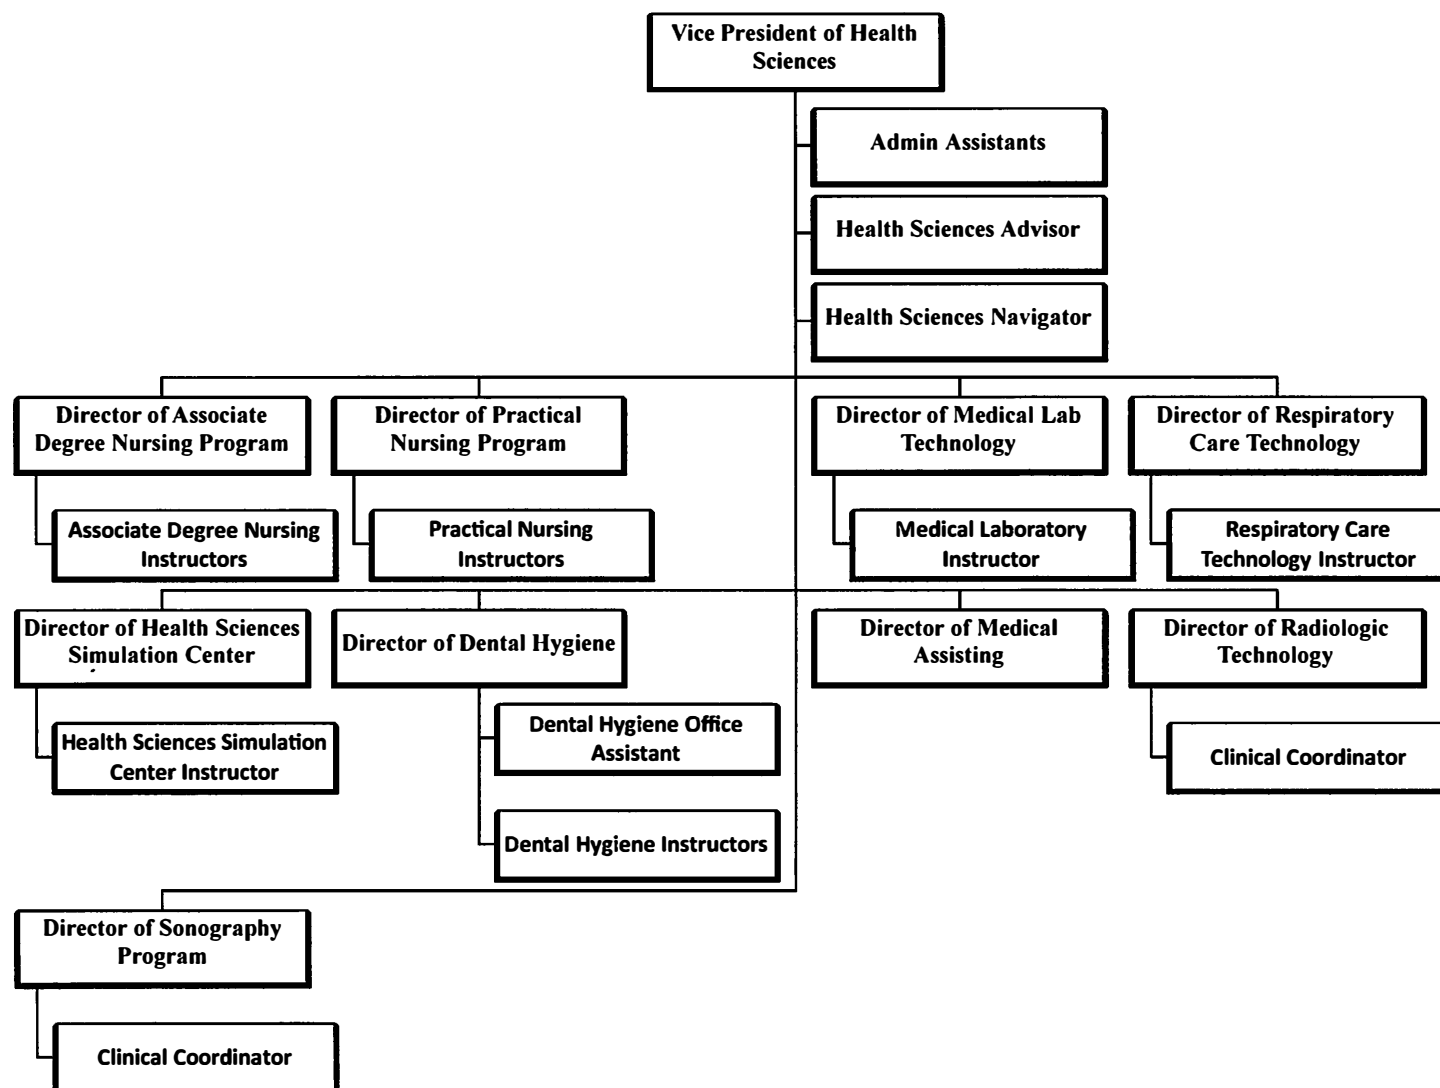 Vice President of Health
Sciences
Admin Assistants
Health Sciences Advisor
Health Sciences Navigator
Director of Associate
Degree Nursing Program
Director of Practical
Nursing Program
Director of Medical Lab
Technology
Director of Respiratory
Care Technology
Associate Degree Nursing
Instructors
Practical Nursing
Instructors
Medical Laboratory
Instructor
Respiratory Care
Technology Instructor
Director of Health Sciences
Simulation Center
Director of Dental Hygiene
Director of Medical
Assisting
Director of Radiologic
Technology
Health Sciences Simulation
Center Instructor
Dental Hygiene Office
Assistant
Clinical Coordinator
Dental Hygiene Instructors
Director of Sonography
Program
Clinical Coordinator